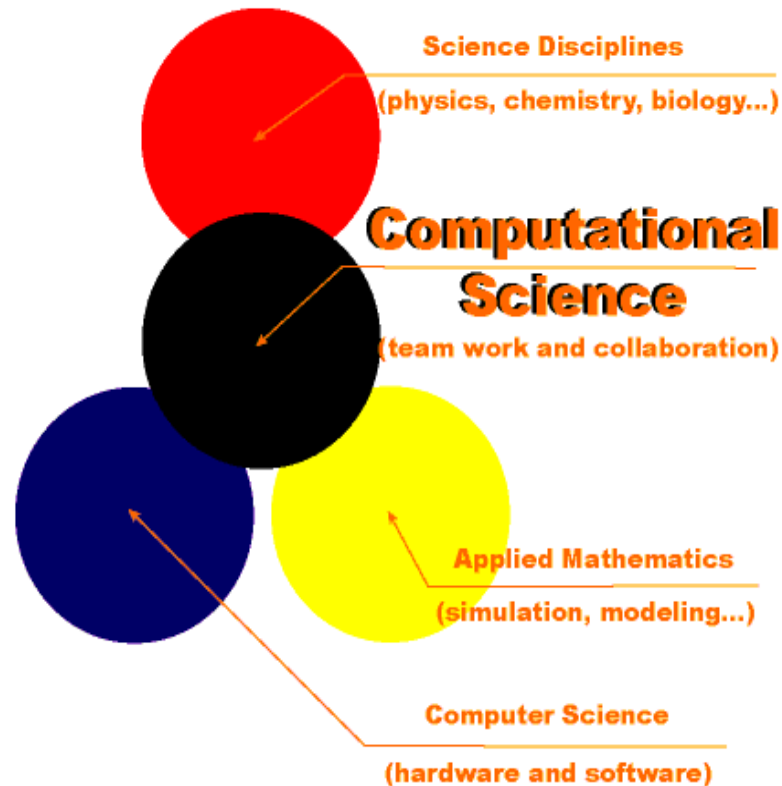 Science Disciplines
(physics, chemistry, biology...)
Computational
Science
(team work and collaboration)
Applied Mathematics
(simulation, modeling...)
Computer Science
(hardware and software)